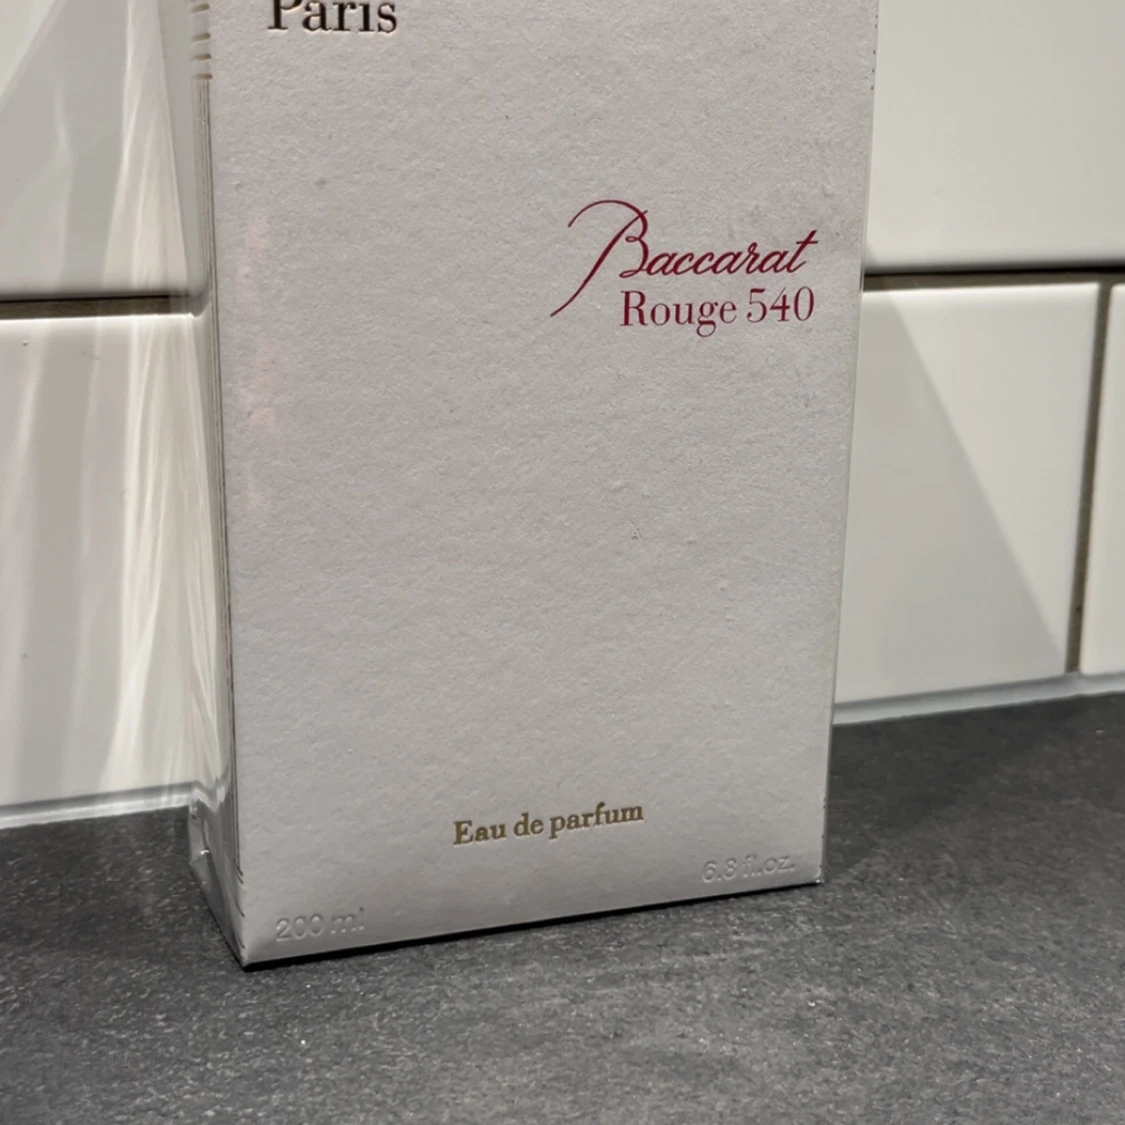 Paris
Baccarat
Rouge 540
Eau de parfum
6.8 fl.oz.
200 ml